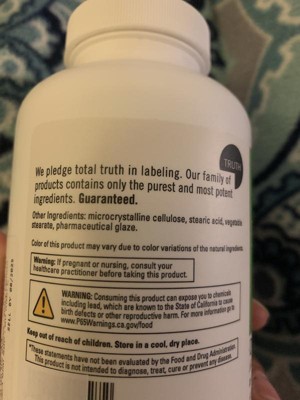 TRUTH
We pledge total truth in labeling. Our family of
products contains only the purest and most potent
ingredients. Guaranteed.
Other Ingredients: microcrystalline cellulose, stearic acid, vegetable
stearate, pharmaceutical glaze.
Color of this product may vary due to color variations of the natural ingredients.
Warning: If pregnant or nursing, consult your
healthcare practitioner before taking this product.
WARNING: Consuming this product can expose you to chemicals
including lead, which are known to the State of California to cause
birth defects or other reproductive harm. For more information go to
www.P65Warnings.ca.gov/food
Keep out of reach of children. Store in a cool, dry place.
*These statements have not been evaluated by the Food and Drug Administration.
This product is not intended to diagnose, treat, cure or prevent any disease.